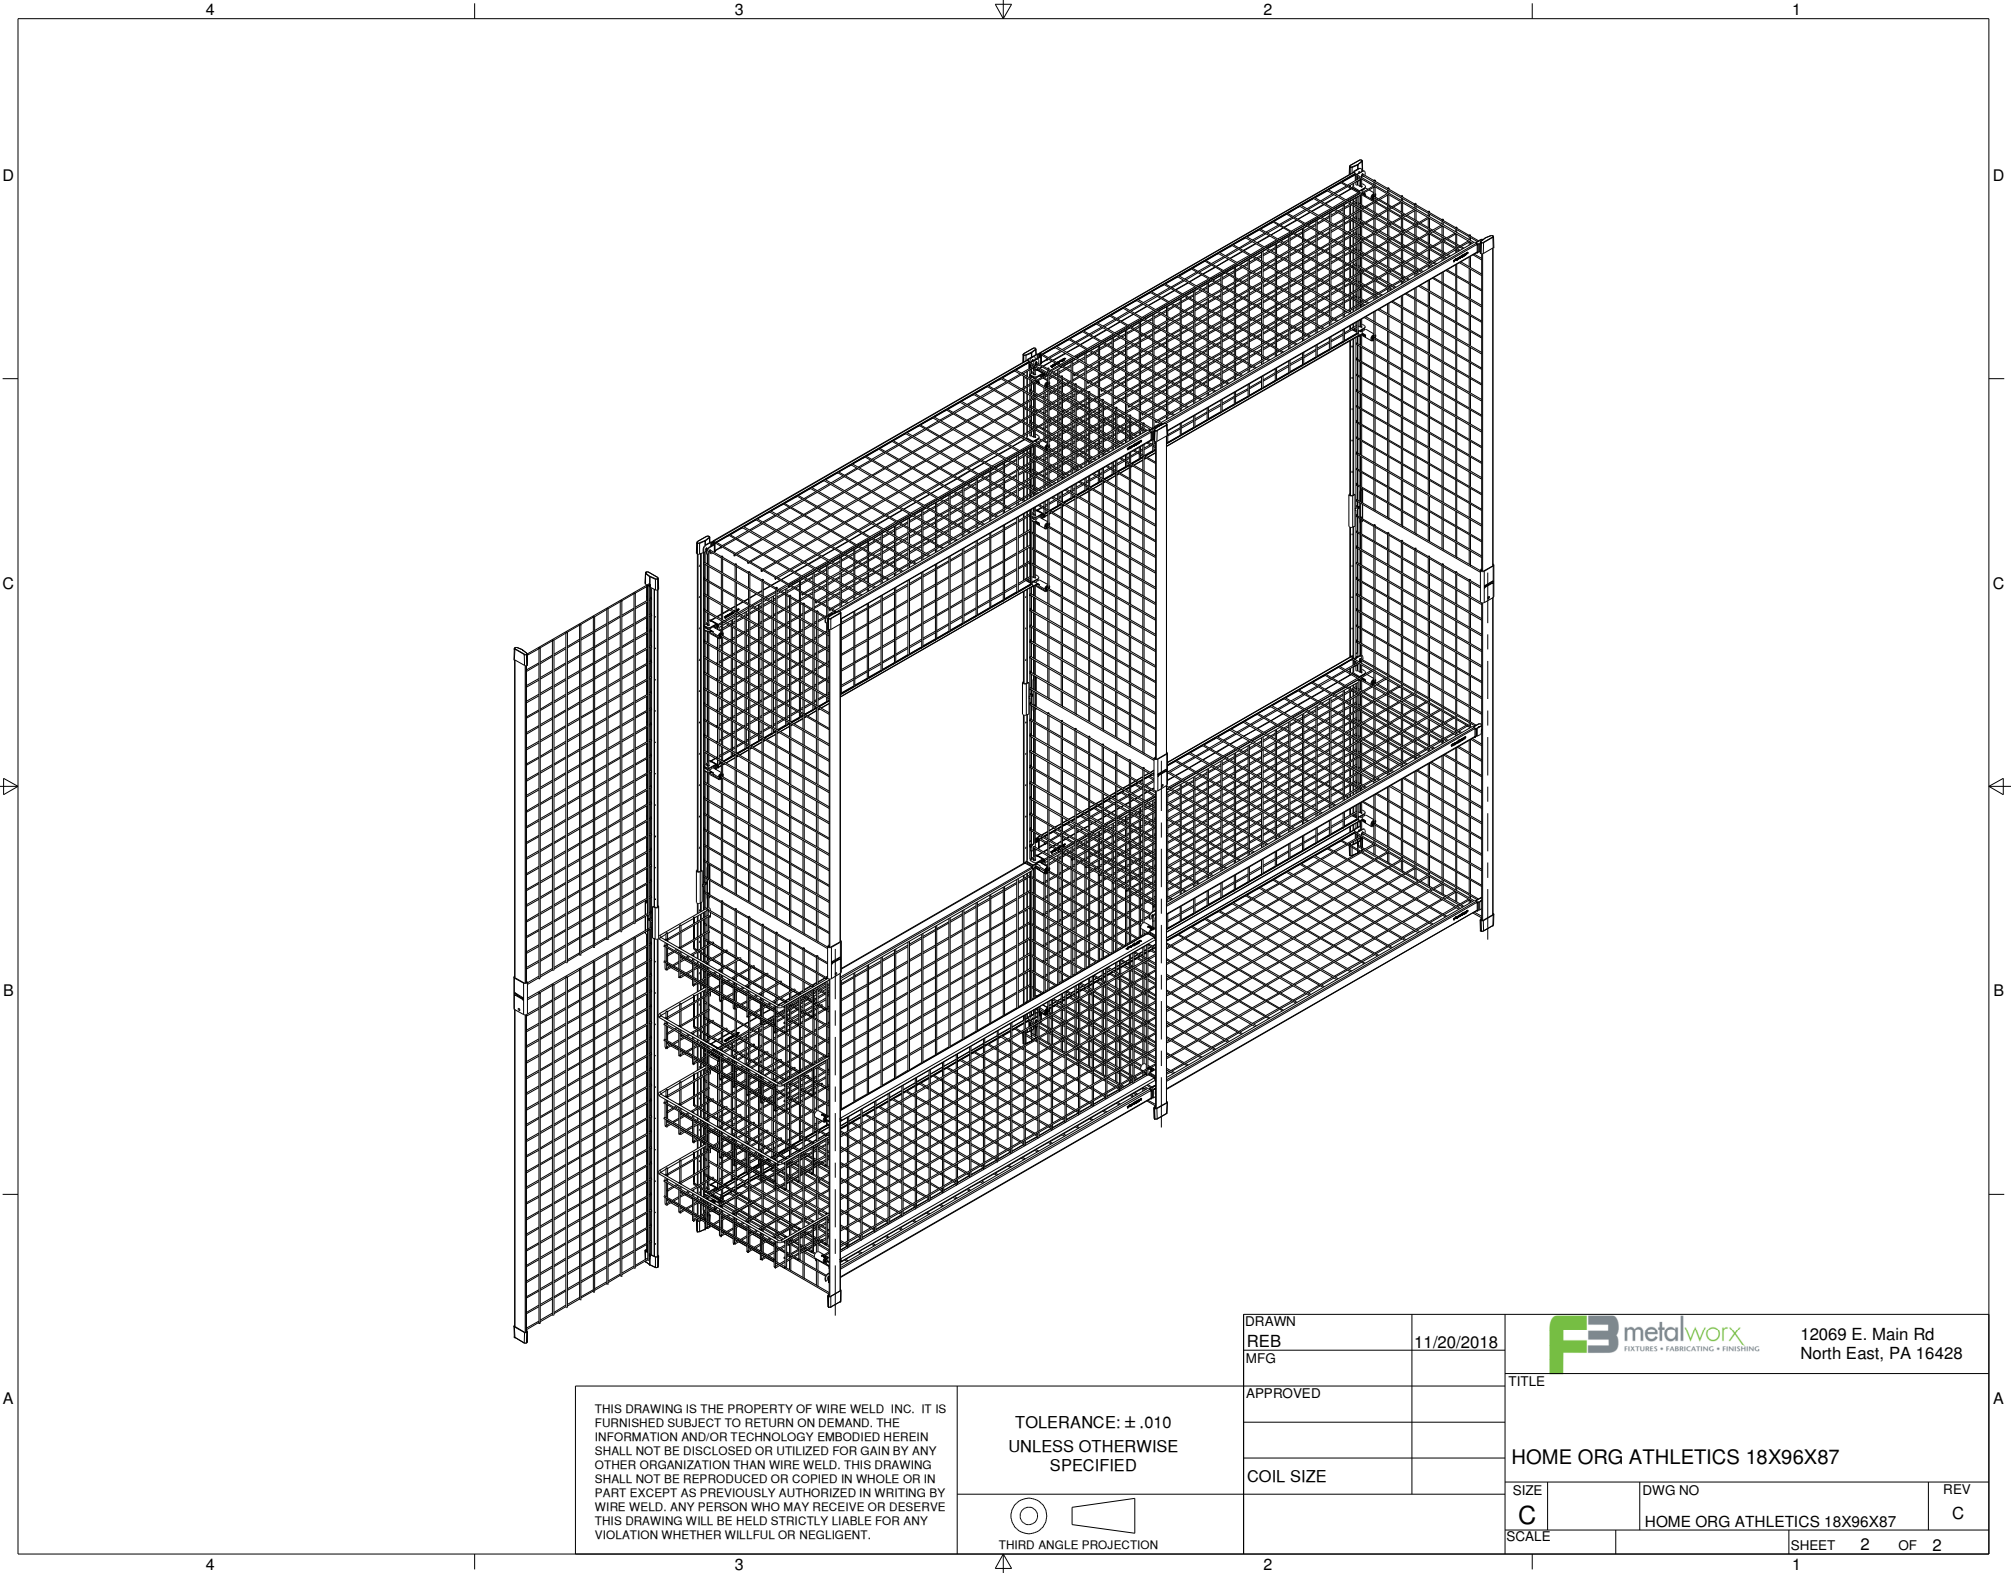 4 3 2 1
D D
C C
B B
A A
DRAWN
REB 11/20/2018
MFG
APPROVED
COIL SIZE
F3 metalworx
FIXTURES • FABRICATING • FINISHING
12069 E. Main Rd
North East, PA 16428
TITLE
HOME ORG ATHLETICS 18X96X87
SIZE
C
DWG NO
HOME ORG ATHLETICS 18X96X87
REV
C
SCALE
SHEET 2 OF 2
THIS DRAWING IS THE PROPERTY OF WIRE WELD INC. IT IS
FURNISHED SUBJECT TO RETURN ON DEMAND. THE
INFORMATION AND/OR TECHNOLOGY EMBODIED HEREIN
SHALL NOT BE DISCLOSED OR UTILIZED FOR GAIN BY ANY
OTHER ORGANIZATION THAN WIRE WELD. THIS DRAWING
SHALL NOT BE REPRODUCED OR COPIED IN WHOLE OR IN
PART EXCEPT AS PREVIOUSLY AUTHORIZED IN WRITING BY
WIRE WELD. ANY PERSON WHO MAY RECEIVE OR DESERVE
THIS DRAWING WILL BE HELD STRICTLY LIABLE FOR ANY
VIOLATION WHETHER WILLFUL OR NEGLIGENT.
TOLERANCE: ± .010
UNLESS OTHERWISE
SPECIFIED
THIRD ANGLE PROJECTION
4 3 2 1